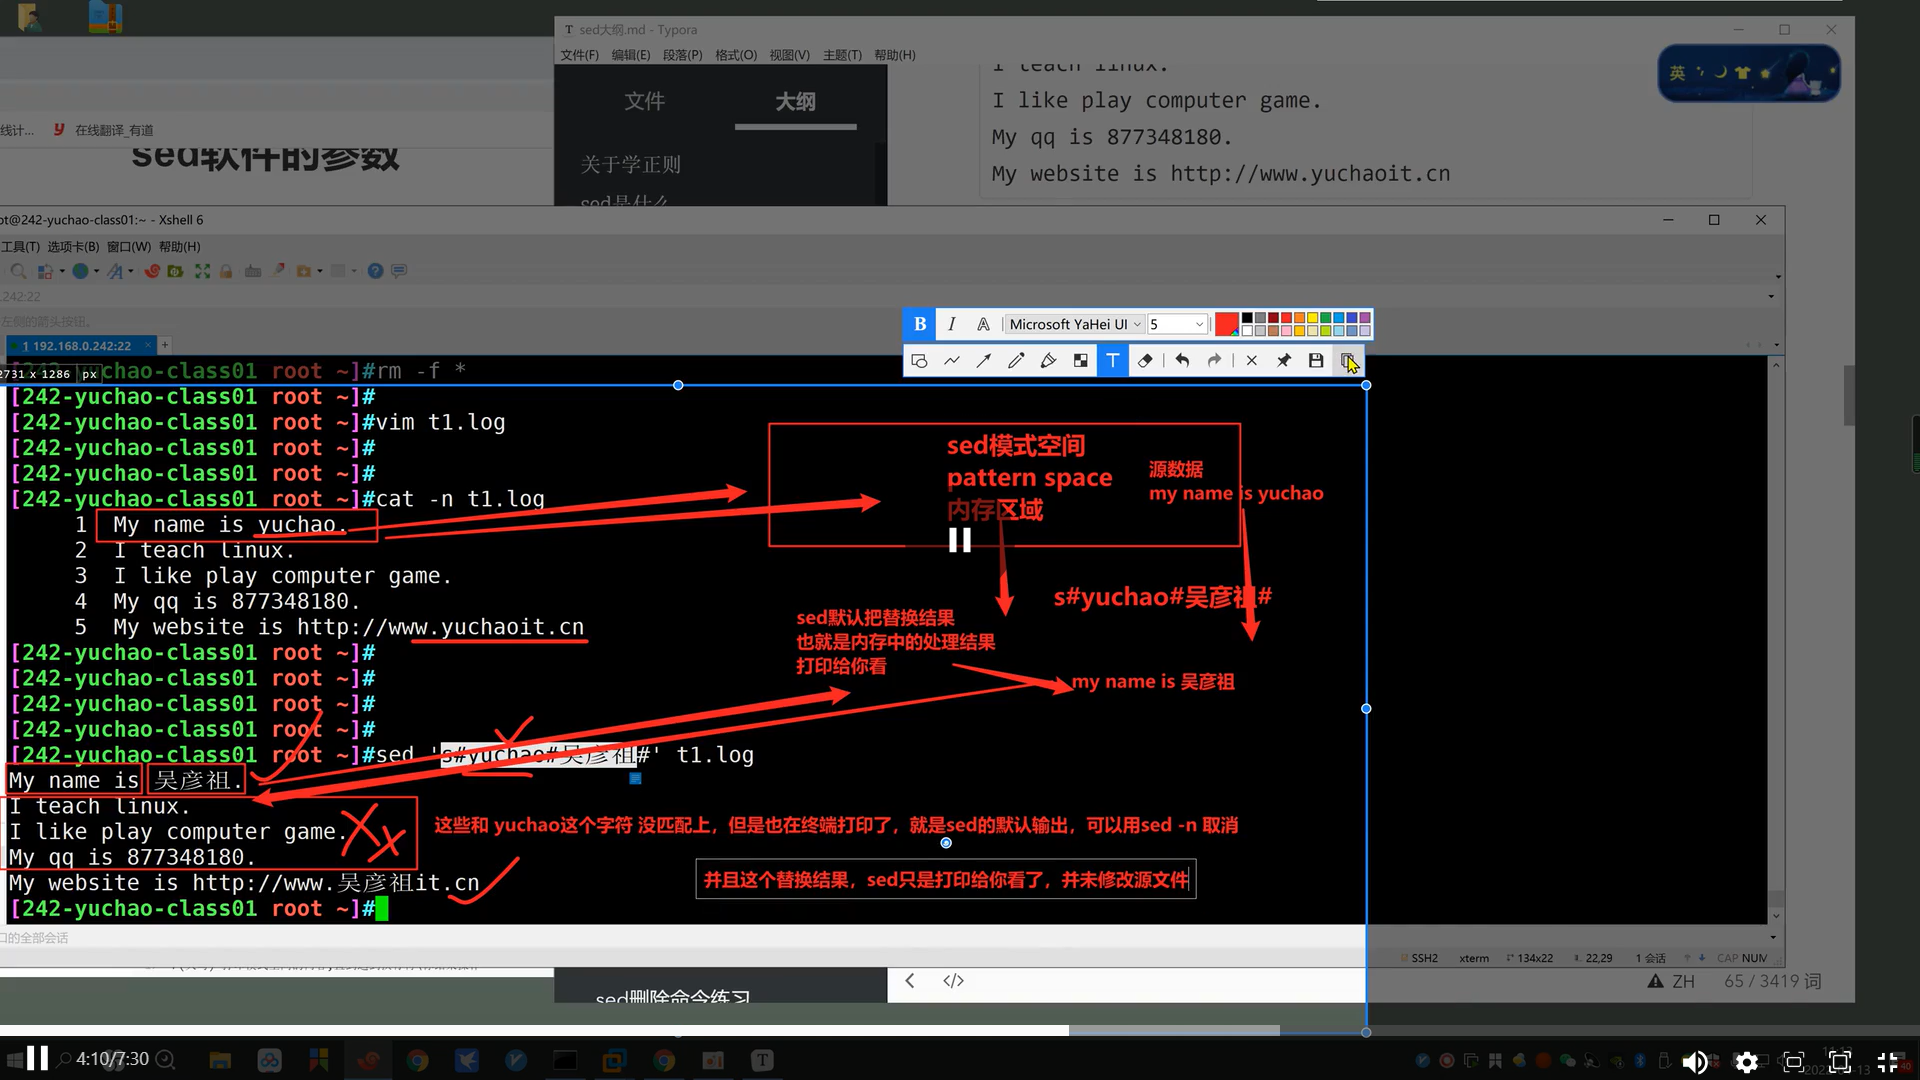 sed大纲.md - Typora
文件(F) 编辑(E) 段落(P) 格式(O) 视图(V) 主题(T) 帮助(H)
I teach linux.
英
文件 大纲
I like play computer game.
线计... 在线翻译_有道
My qq is 877348180.
sed软件的参数
关于学正则
My website is http://www.yuchaoit.cn
sed是什么
ot@242-yuchao-class01:~ - Xshell 6
工具(T) 选项卡(B) 窗口(W) 帮助(H)
.242:22
左侧的箭头按钮。
B I A Microsoft YaHei UI 5
1 192.168.0.242:22 × +
2731 x 1286 px
[242-yuchao-class01 root ~]#rm -f *
[242-yuchao-class01 root ~]#
[242-yuchao-class01 root ~]#vim t1.log
[242-yuchao-class01 root ~]#
[242-yuchao-class01 root ~]#
[242-yuchao-class01 root ~]#cat -n t1.log
1 My name is yuchao.
2 I teach linux.
3 I like play computer game.
4 My qq is 877348180.
5 My website is http://www.yuchaoit.cn
[242-yuchao-class01 root ~]#
[242-yuchao-class01 root ~]#
[242-yuchao-class01 root ~]#
[242-yuchao-class01 root ~]#
[242-yuchao-class01 root ~]#sed 's#yuchao#吴彦祖#' t1.log
My name is 吴彦祖.
I teach linux.
I like play computer game.
My qq is 877348180.
My website is http://www.吴彦祖it.cn
[242-yuchao-class01 root ~]#
sed模式空间
pattern space
内存区域
源数据
my name is yuchao
s#yuchao#吴彦祖#
sed默认把替换结果
也就是内存中的处理结果
打印给你看
my name is 吴彦祖
这些和 yuchao这个字符 没匹配上，但是也在终端打印了，就是sed的默认输出，可以用sed -n 取消
并且这个替换结果，sed只是打印给你看了，并未修改源文件
口的全部会话
SSH2 xterm 134x22 22,29 1 会话 CAP NUM
sed删除命令练习
ZH 65 / 3419 词
4:10/7:30